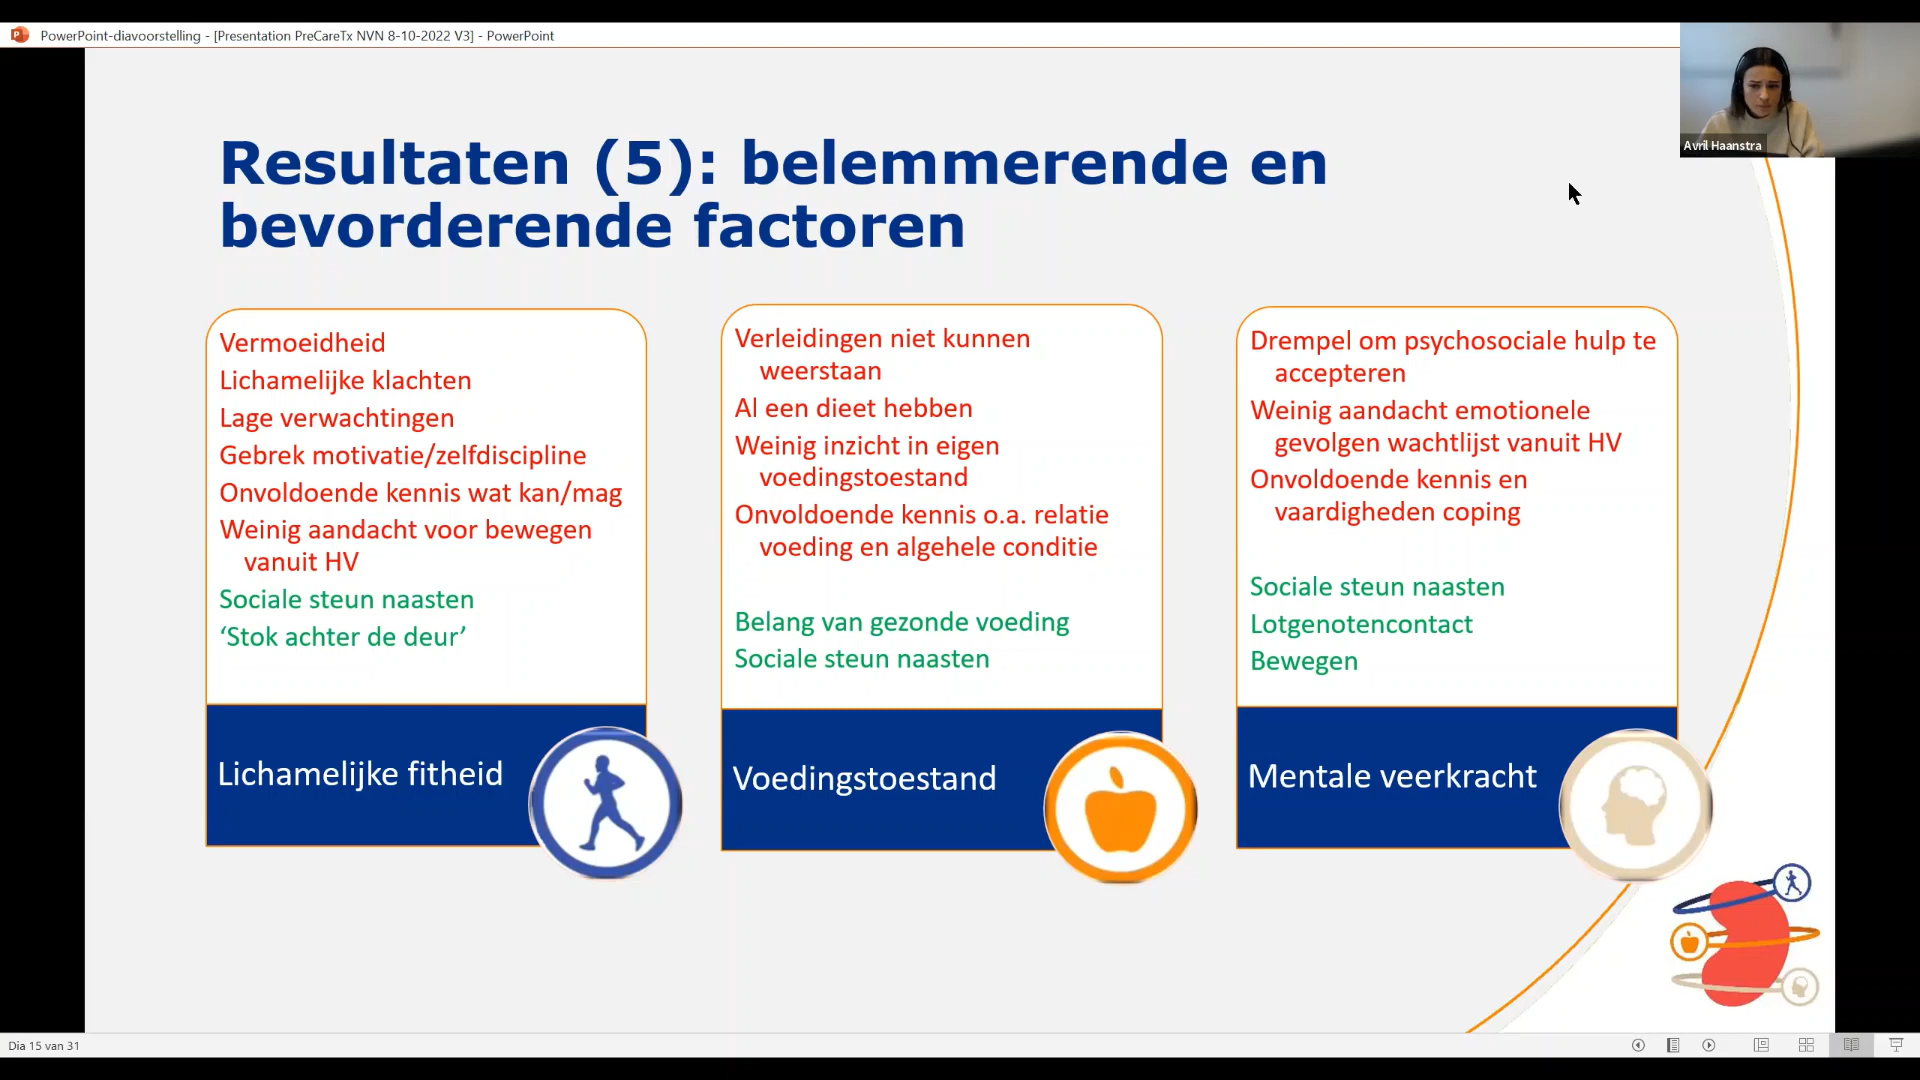 PowerPoint-diavoorstelling - [Presentation PreCareTx NVN 8-10-2022 V3] - PowerPoint
Avril Haanstra
Resultaten (5): belemmerende en
bevorderende factoren
Vermoeidheid
Lichamelijke klachten
Lage verwachtingen
Gebrek motivatie/zelfdiscipline
Onvoldoende kennis wat kan/mag
Weinig aandacht voor bewegen
vanuit HV
Sociale steun naasten
‘Stok achter de deur’
Lichamelijke fitheid
Verleidingen niet kunnen
weerstaan
Al een dieet hebben
Weinig inzicht in eigen
voedingstoestand
Onvoldoende kennis o.a. relatie
voeding en algehele conditie
Belang van gezonde voeding
Sociale steun naasten
Voedingstoestand
Drempel om psychosociale hulp te
accepteren
Weinig aandacht emotionele
gevolgen wachtlijst vanuit HV
Onvoldoende kennis en
vaardigheden coping
Sociale steun naasten
Lotgenotencontact
Bewegen
Mentale veerkracht
Dia 15 van 31